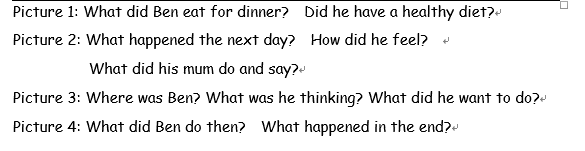 Picture 1: What did Ben eat for dinner? Did he have a healthy diet?
Picture 2: What happened the next day? How did he feel?
What did his mum do and say?
Picture 3: Where was Ben? What was he thinking? What did he want to do?
Picture 4: What did Ben do then? What happened in the end?